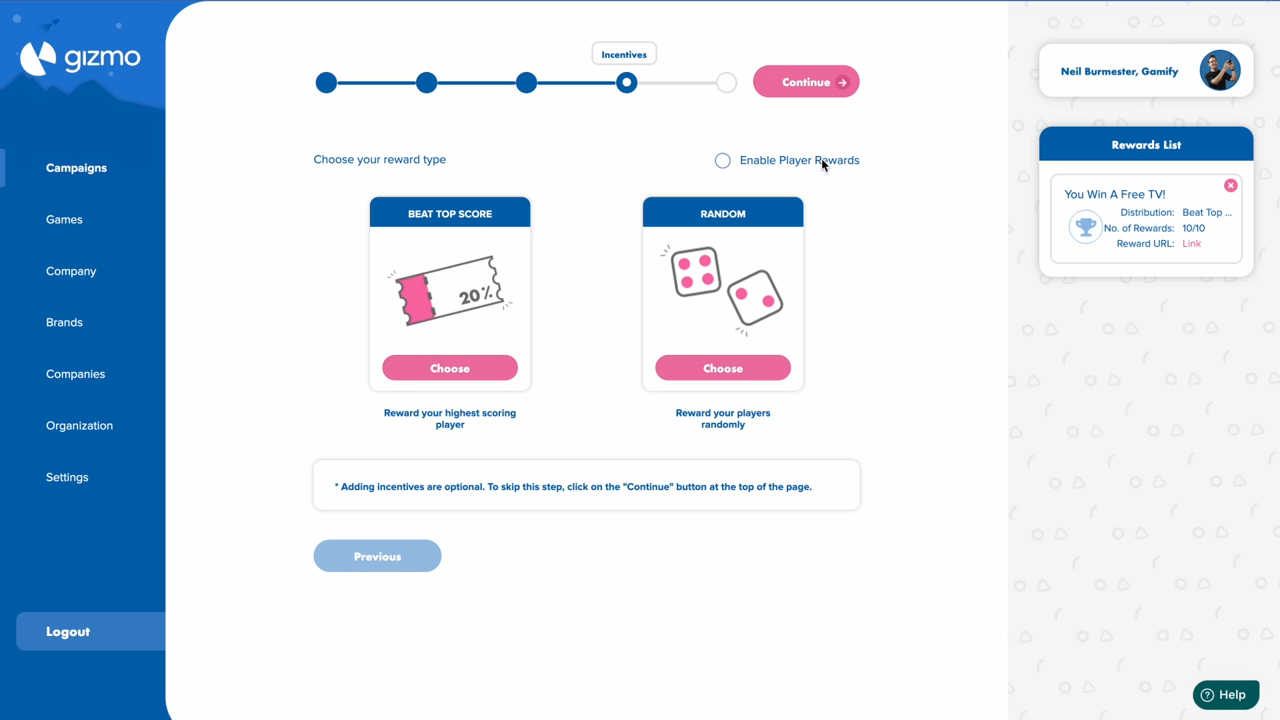 gizmo
Campaigns
Games
Company
Brands
Companies
Organization
Settings
Logout
Incentives
Continue
Choose your reward type
Enable Player Rewards
BEAT TOP SCORE
20%
Choose
Reward your highest scoring
player
RANDOM
Choose
Reward your players
randomly
* Adding incentives are optional. To skip this step, click on the "Continue" button at the top of the page.
Previous
Neil Burmester, Gamify
Rewards List
You Win A Free TV!
Distribution: Beat Top ...
No. of Rewards: 10/10
Reward URL: Link
? Help